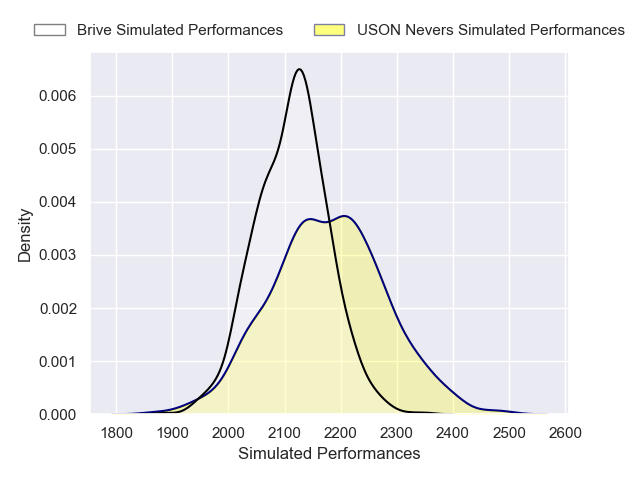 Brive Simulated Performances USON Nevers Simulated Performances
0.006
0.005
0.004
0.003
0.002
0.001
0.000
Density
1800 1900 2000 2100 2200 2300 2400 2500 2600
Simulated Performances